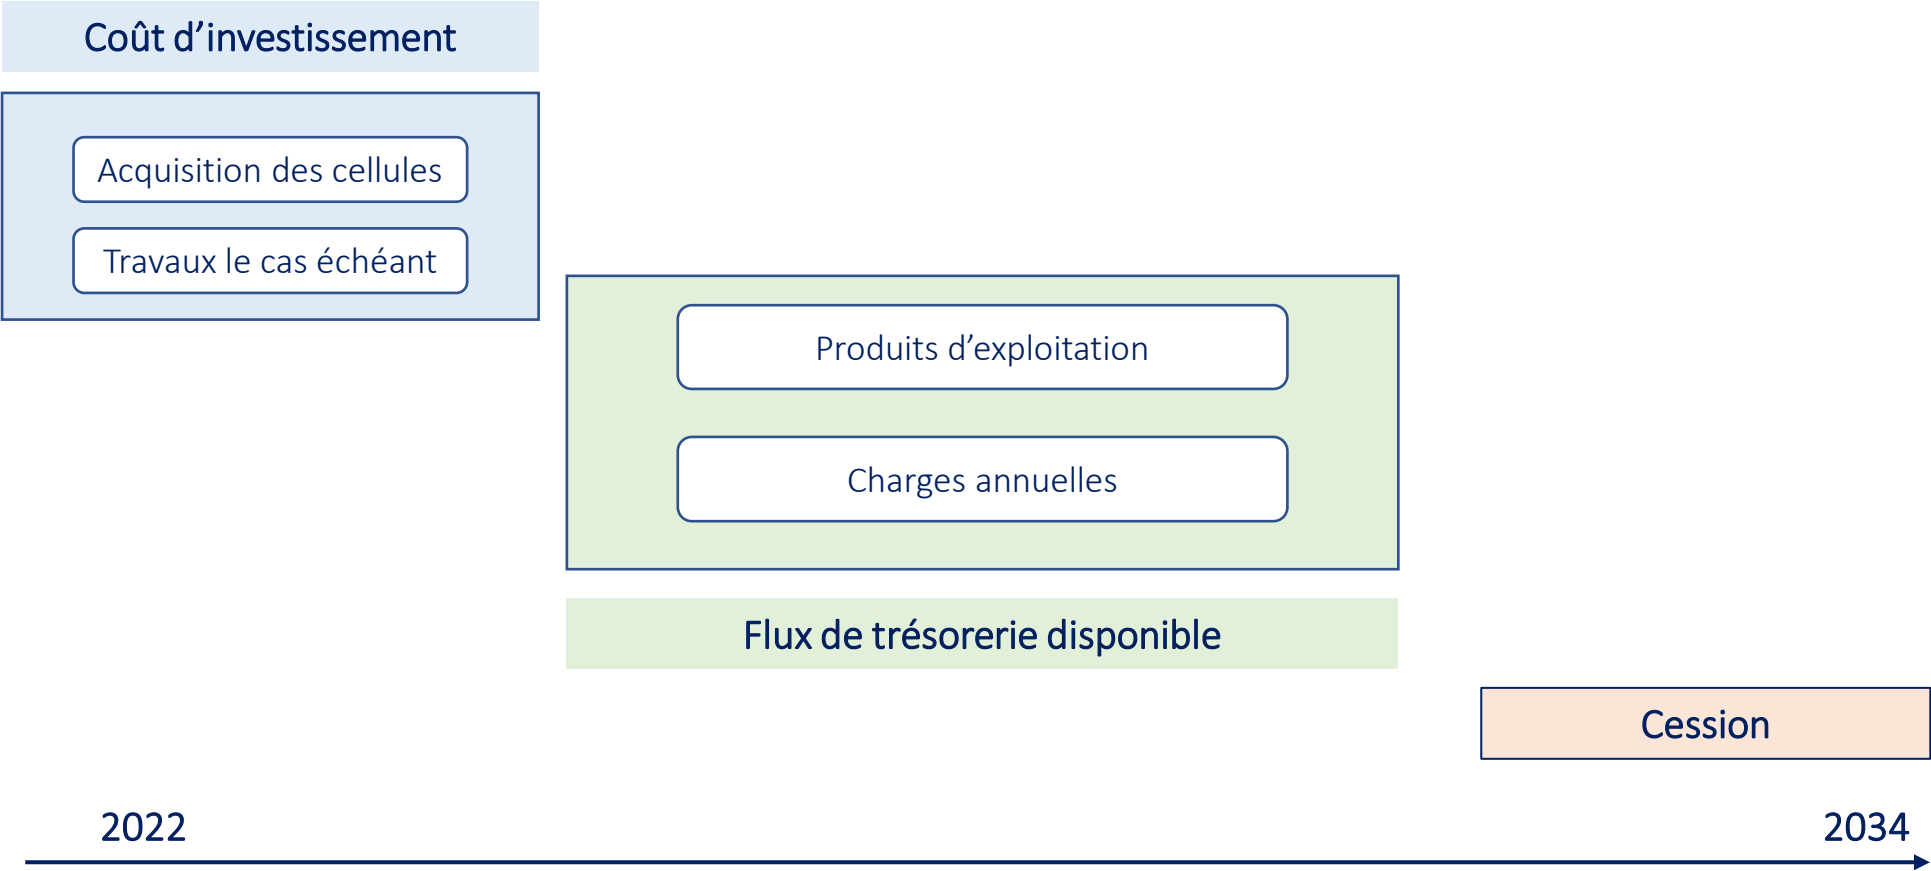 Coût d’investissement
Acquisition des cellules
Travaux le cas échéant
Produits d’exploitation
Charges annuelles
Flux de trésorerie disponible
Cession
2022
2034